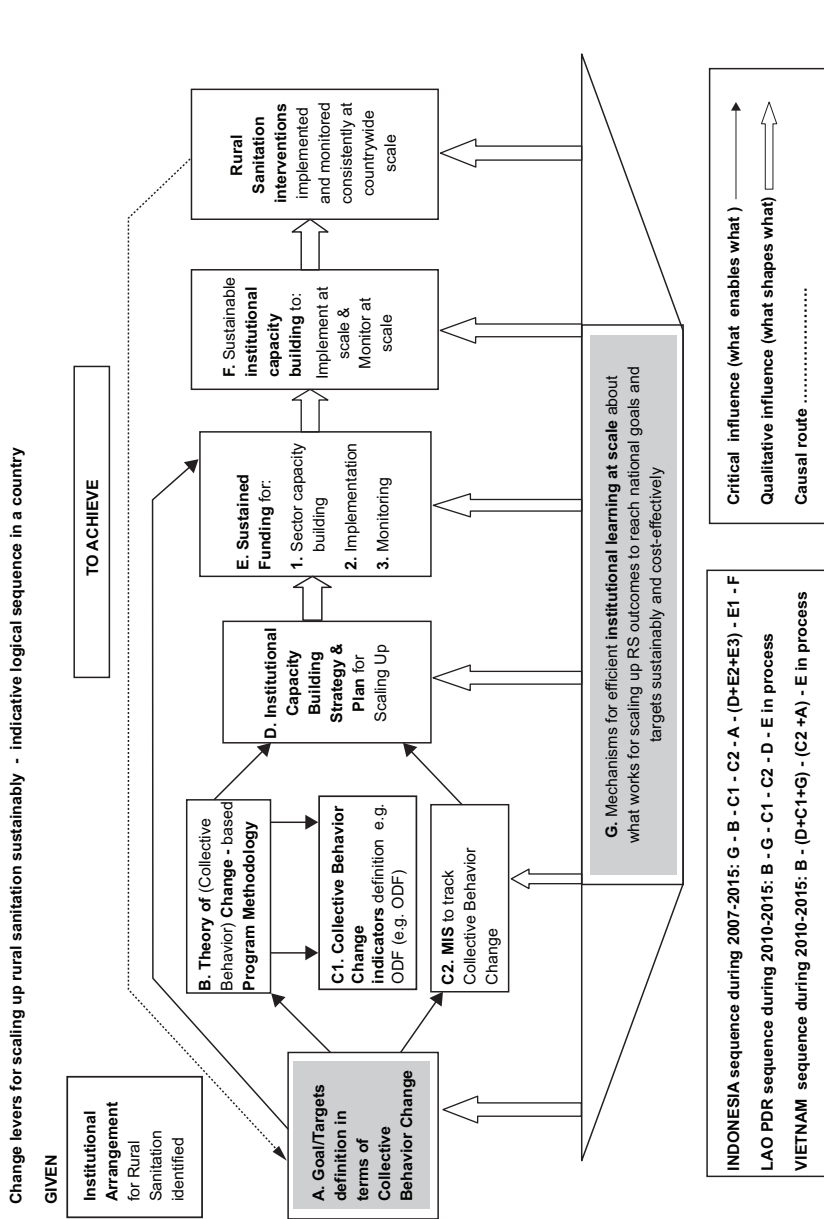 Change levers for scaling up rural sanitation sustainably - indicative logical sequence in a country
GIVEN
Institutional
Arrangement
for Rural
Sanitation
identified
TO ACHIEVE
A. Goal/Targets
definition in
terms of
Collective
Behavior Change
B. Theory of (Collective
Behavior) Change - based
Program Methodology
C1. Collective Behavior
Change
indicators definition e.g.
ODF (e.g. ODF)
C2. MIS to track
Collective Behavior
Change
D. Institutional
Capacity
Building
Strategy &
Plan for
Scaling Up
E. Sustained
Funding for:
1. Sector capacity
building
2. Implementation
3. Monitoring
F. Sustainable
institutional
capacity
building to:
Implement at
scale &
Monitor at
scale
Rural
Sanitation
interventions
implemented
and monitored
consistently at
countrywide
scale
G. Mechanisms for efficient institutional learning at scale about
what works for scaling up RS outcomes to reach national goals and
targets sustainably and cost-effectively
INDONESIA sequence during 2007-2015: G - B - C1 - C2 - A - (D+E2+E3) - E1 - F
LAO PDR sequence during 2010-2015: B - G - C1 - C2 - D - E in process
VIETNAM sequence during 2010-2015: B - (D+C1+G) - (C2 +A) - E in process
Critical influence (what enables what )
Qualitative influence (what shapes what)
Causal route ........................